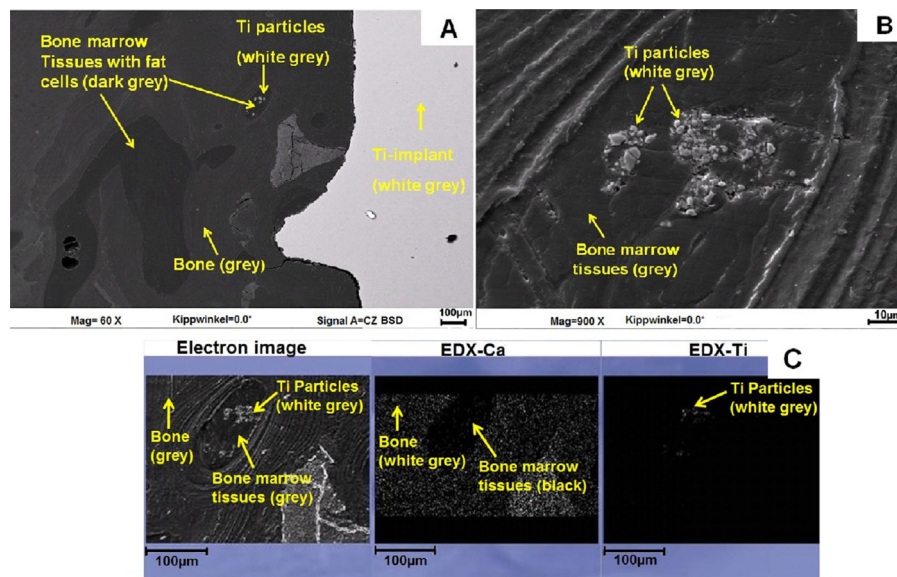 A
Bone marrow
Tissues with fat
cells (dark grey)
Ti particles
(white grey)
Ti-implant
(white grey)
Bone (grey)
Mag= 60 X Kippwinkel=0.0° Signal A=CZ BSD 100µm
B
Ti particles
(white grey)
Bone marrow
tissues (grey)
Mag=900 X Kippwinkel=0.0° 10µm
C
Electron image
Ti Particles
(white grey)
Bone
(grey)
Bone marrow
tissues (grey)
100µm
EDX-Ca
Bone
(white grey)
Bone marrow
tissues (black)
100µm
EDX-Ti
Ti Particles
(white grey)
100µm